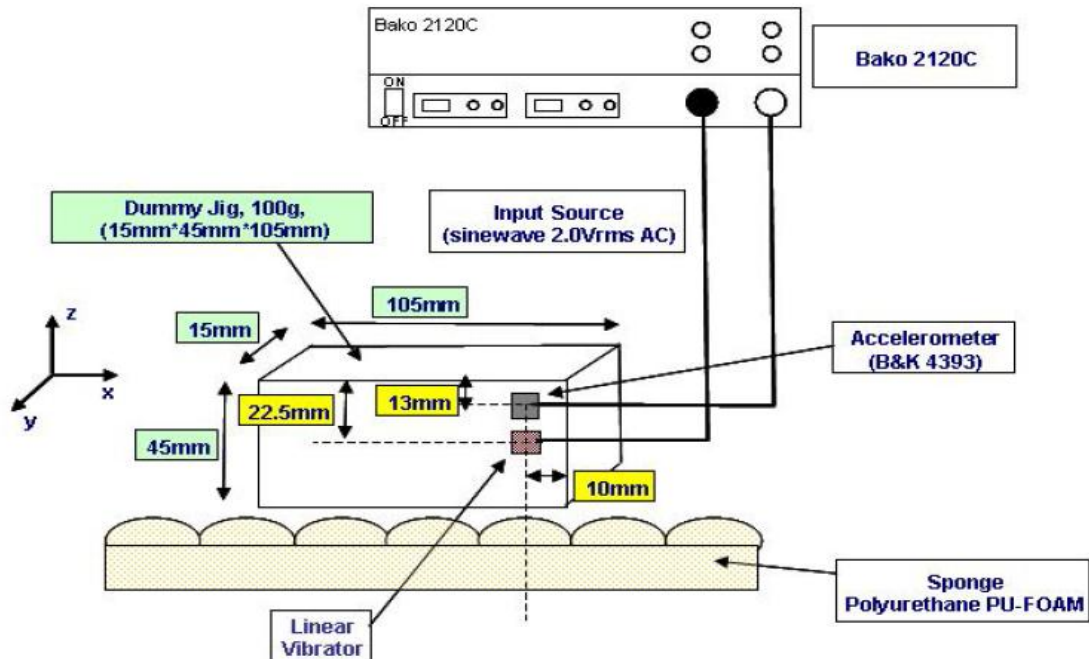 Bako 2120C
Bako 2120C
ON
OFF
Dummy Jig, 100g,
(15mm*45mm*105mm)
Input Source
(sinewave 2.0Vrms AC)
105mm
z
15mm
x
y
Accelerometer
(B&K 4393)
13mm
22.5mm
45mm
10mm
Sponge
Polyurethane PU-FOAM
Linear
Vibrator